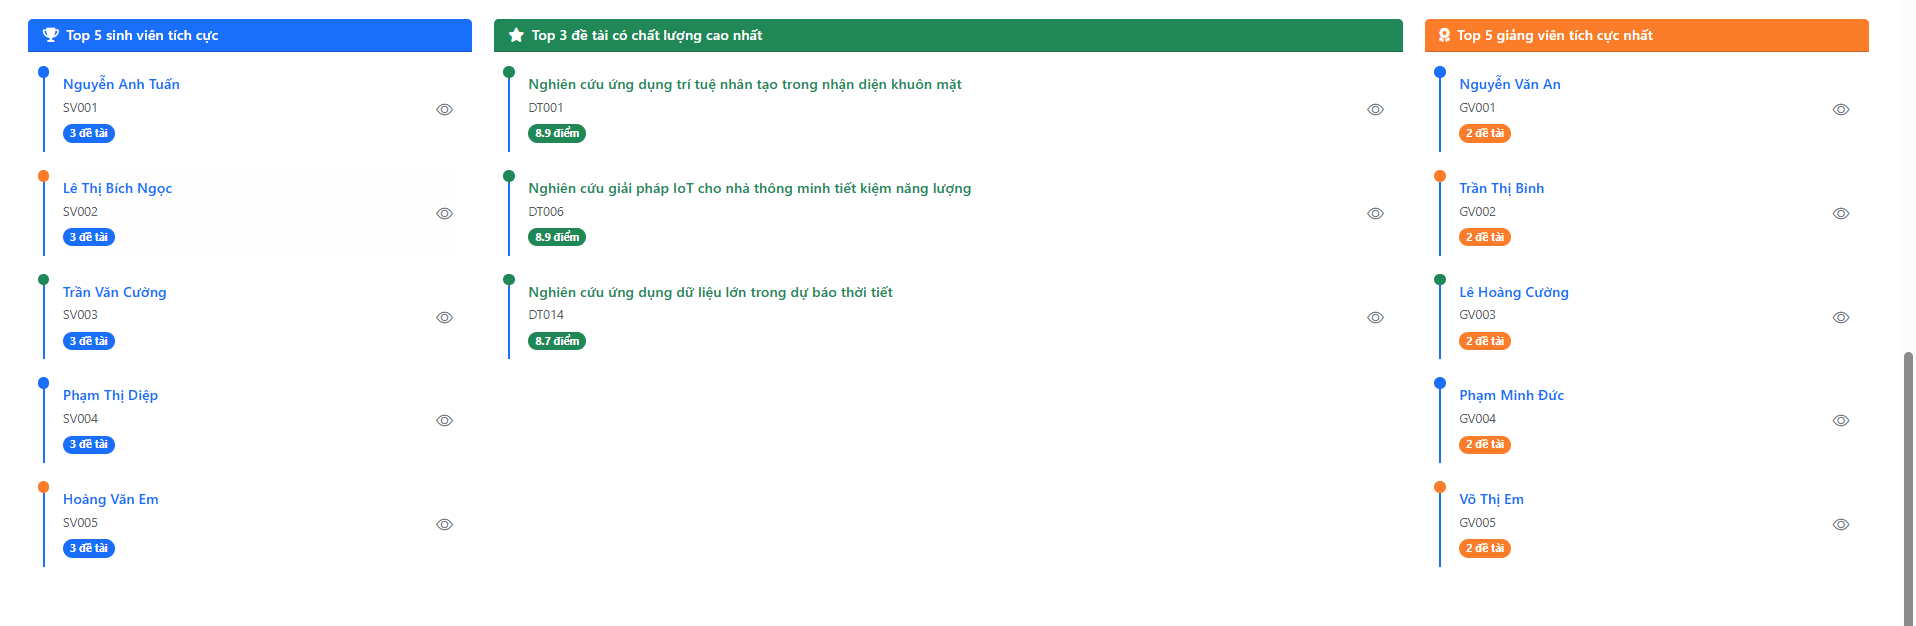 Top 5 sinh viên tích cực
Nguyễn Anh Tuấn
SV001
3 đề tài
Lê Thị Bích Ngọc
SV002
3 đề tài
Trần Văn Cường
SV003
3 đề tài
Phạm Thị Diệp
SV004
3 đề tài
Hoàng Văn Em
SV005
3 đề tài
Top 3 đề tài có chất lượng cao nhất
Nghiên cứu ứng dụng trí tuệ nhân tạo trong nhận diện khuôn mặt
DT001
8.9 điểm
Nghiên cứu giải pháp IoT cho nhà thông minh tiết kiệm năng lượng
DT006
8.9 điểm
Nghiên cứu ứng dụng dữ liệu lớn trong dự báo thời tiết
DT014
8.7 điểm
Top 5 giảng viên tích cực nhất
Nguyễn Văn An
GV001
2 đề tài
Trần Thị Bình
GV002
2 đề tài
Lê Hoàng Cường
GV003
2 đề tài
Phạm Minh Đức
GV004
2 đề tài
Võ Thị Em
GV005
2 đề tài